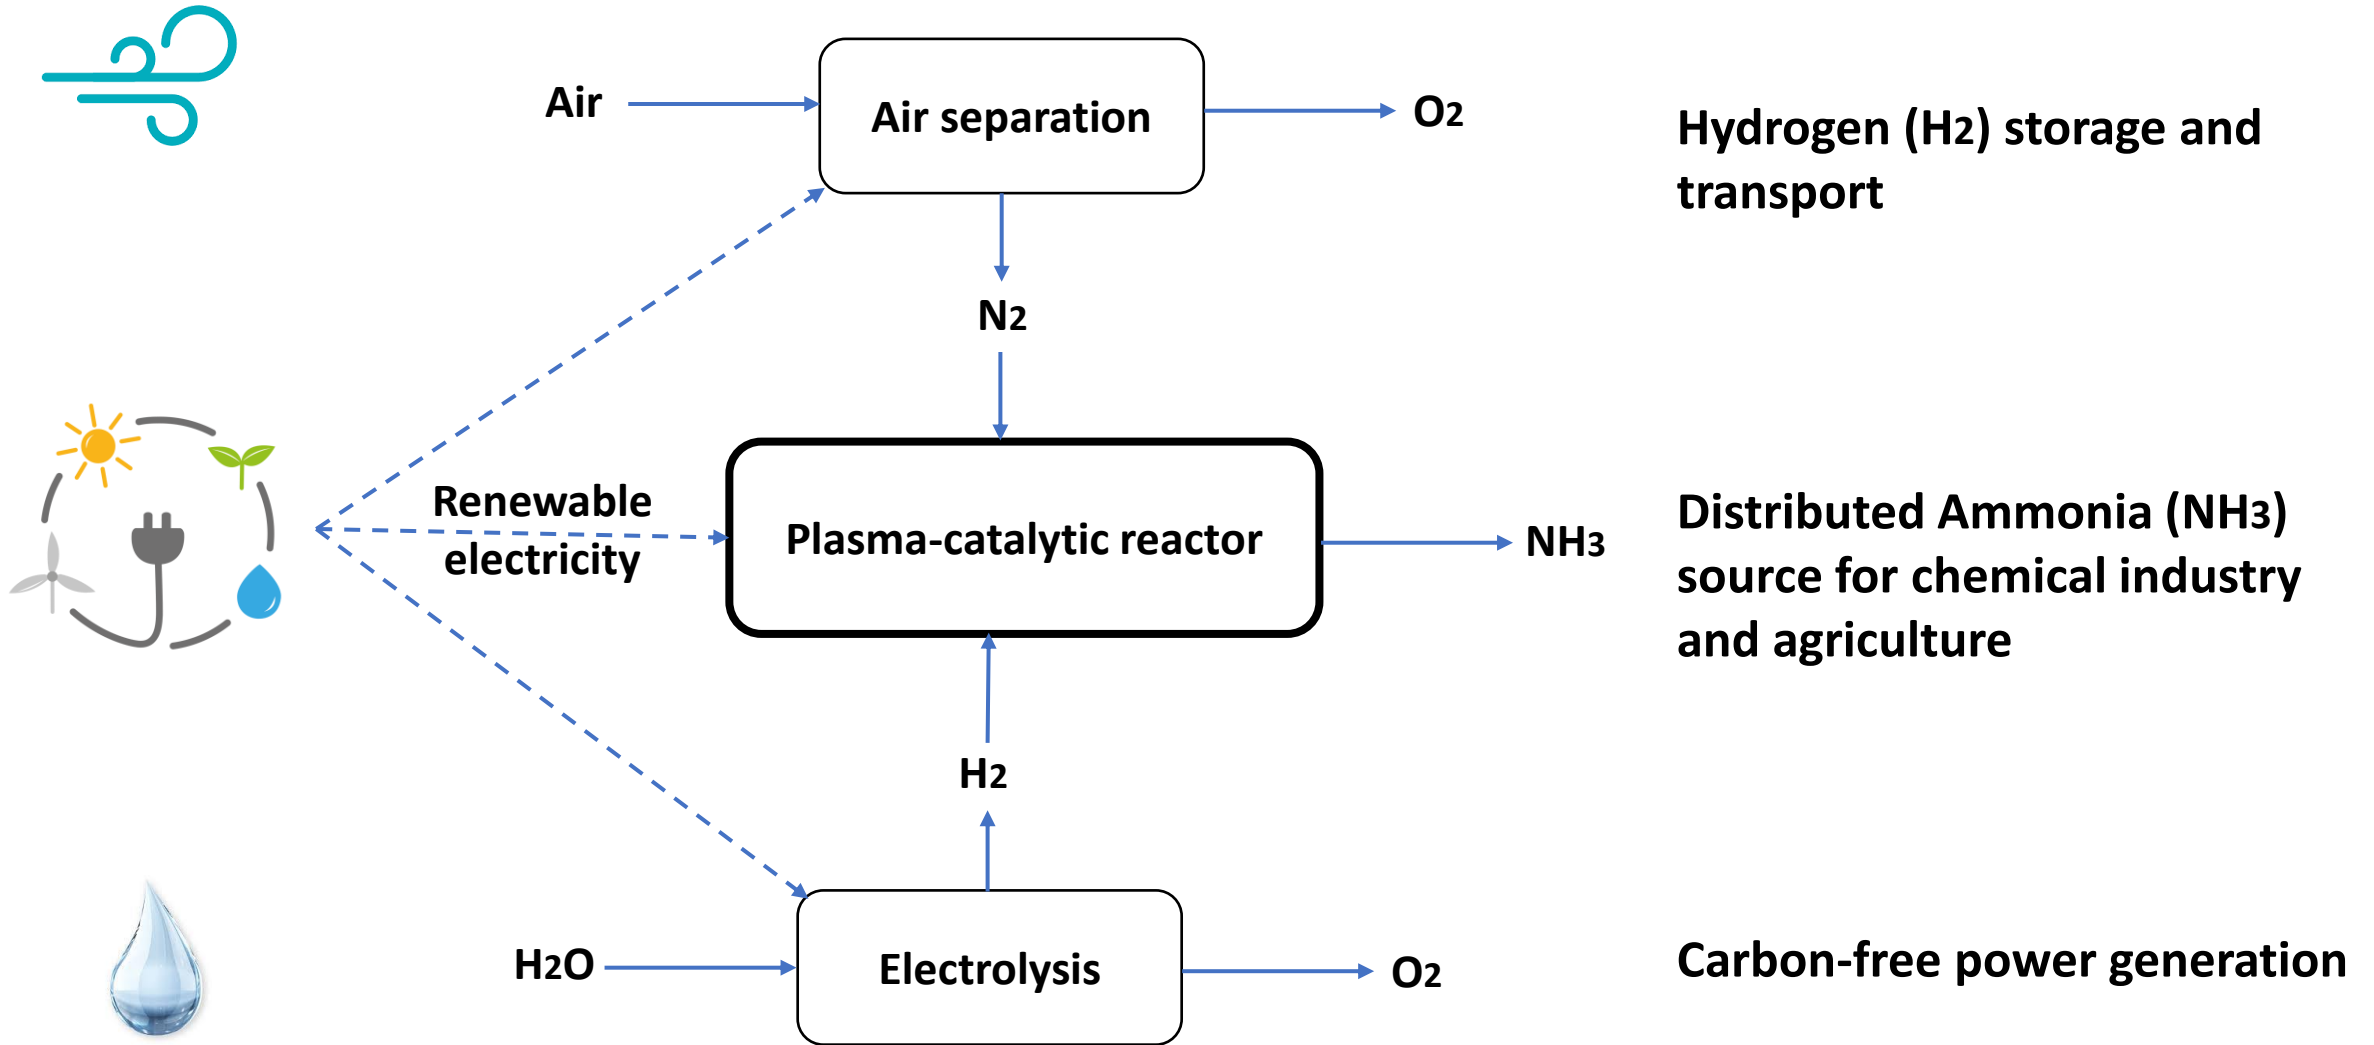 Air
Air separation
O2
Hydrogen (H2) storage and
transport
N2
Renewable
electricity
Plasma-catalytic reactor
NH3
Distributed Ammonia (NH3)
source for chemical industry
and agriculture
H2
H2O
Electrolysis
O2
Carbon-free power generation